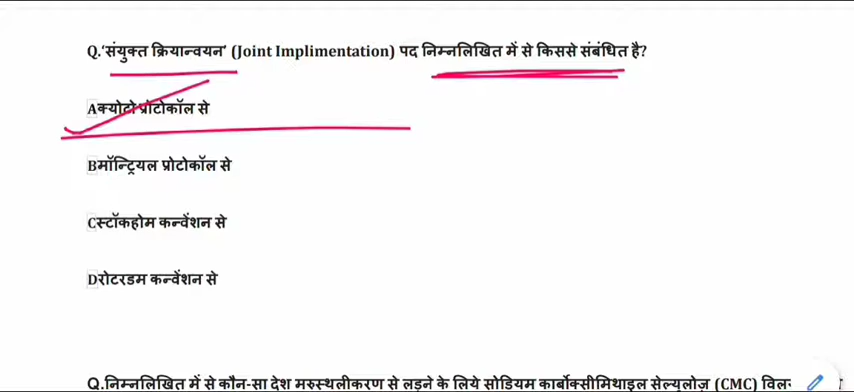 Q.‘संयुक्त क्रियान्वयन’ (Joint Implimentation) पद निम्नलिखित में से किससे संबंधित है?
Aक्योटो प्रोटोकॉल से
Bमॉन्ट्रियल प्रोटोकॉल से
Cस्टॉकहोम कन्वेंशन से
Dरोटरडम कन्वेंशन से
Q.निम्नलिखित में से कौन-सा देश मरुस्थलीकरण से लड़ने के लिये सोडियम कार्बोक्सीमिथाइल सेल्यूलोज़ (CMC)